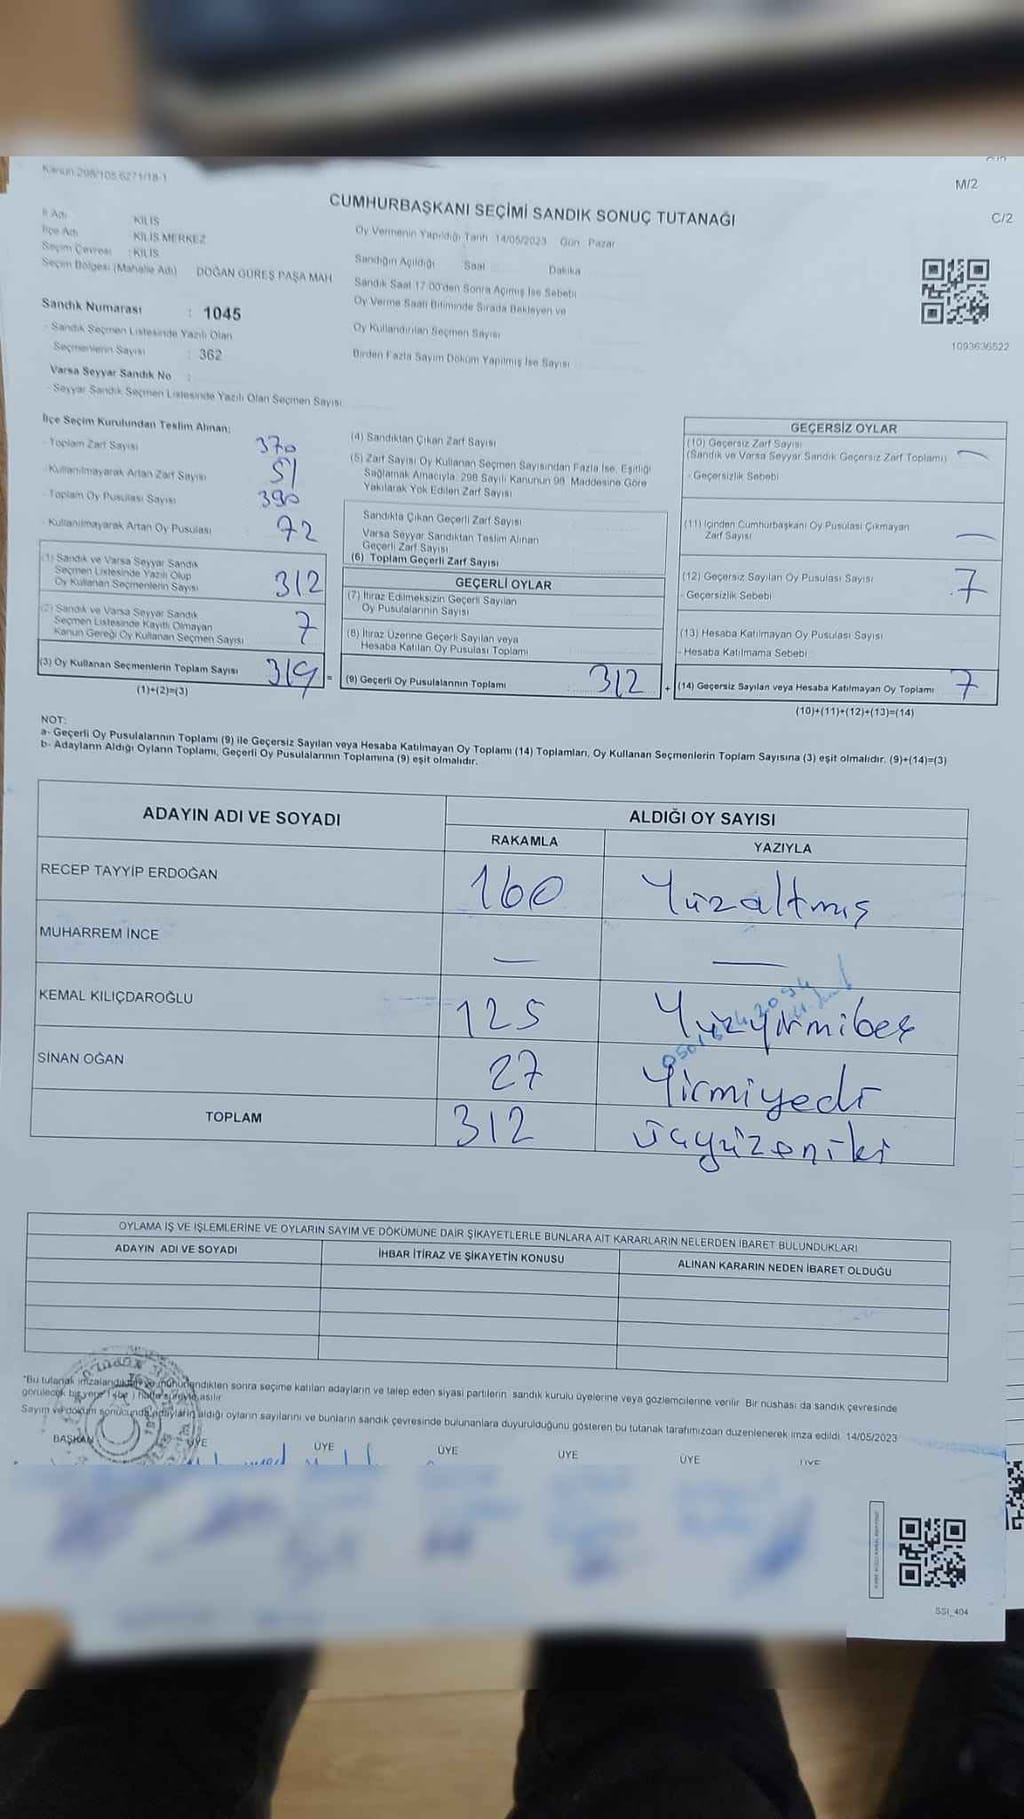 Kanun 298/105.6271/18-1
M/2
C/2
CUMHURBAŞKANI SEÇİMİ SANDIK SONUÇ TUTANAĞI
İl Adı : KİLİS
İlçe Adı : KİLİS MERKEZ
Seçim Çevresi : KİLİS
Seçim Bölgesi (Mahalle Adı) DOĞAN GÜREŞ PAŞA MAH
Sandık Numarası : 1045
- Sandık Seçmen Listesinde Yazılı Olan
Seçmenlerin Sayısı : 362
Varsa Seyyar Sandık No :
- Seyyar Sandık Seçmen Listesinde Yazılı Olan Seçmen Sayısı
Oy Vermenin Yapıldığı Tarih 14/05/2023 Gün Pazar
Sandığın Açıldığı Saat Dakika
Sandık Saat 17.00'den Sonra Açılmış İse Sebebi
Oy Verme Saati Bitiminde Sırada Bekleyen ve
Oy Kullandırılan Seçmen Sayısı
Birden Fazla Sayım Döküm Yapılmış İse Sayısı
1093636522
İlçe Seçim Kurulundan Teslim Alınan:
- Toplam Zarf Sayısı 370
- Kullanılmayarak Artan Zarf Sayısı 51
- Toplam Oy Pusulası Sayısı 390
- Kullanılmayarak Artan Oy Pusulası 72
(1) Sandık ve Varsa Seyyar Sandık
Seçmen Listesinde Yazılı Olup
Oy Kullanan Seçmenlerin Sayısı 312
(2) Sandık ve Varsa Seyyar Sandık
Seçmen Listesinde Kayıtlı Olmayan
Kanun Gereği Oy Kullanan Seçmen Sayısı 7
(3) Oy Kullanan Seçmenlerin Toplam Sayısı 319 =
(1)+(2)=(3)
(4) Sandıktan Çıkan Zarf Sayısı
(5) Zarf Sayısı Oy Kullanan Seçmen Sayısından Fazla İse, Eşitliği
Sağlamak Amacıyla, 298 Sayılı Kanunun 98. Maddesine Göre
Yakılarak Yok Edilen Zarf Sayısı
Sandıkta Çıkan Geçerli Zarf Sayısı
Varsa Seyyar Sandıktan Teslim Alınan
Geçerli Zarf Sayısı
(6) Toplam Geçerli Zarf Sayısı
GEÇERLİ OYLAR
(7) İtiraz Edilmeksizin Geçerli Sayılan
Oy Pusulalarının Sayısı
(8) İtiraz Üzerine Geçerli Sayılan veya
Hesaba Katılan Oy Pusulası Toplamı
(9) Geçerli Oy Pusulalarının Toplamı 312 +
GEÇERSİZ OYLAR
(10) Geçersiz Zarf Sayısı
(Sandık ve Varsa Seyyar Sandık Geçersiz Zarf Toplamı) —
- Geçersizlik Sebebi
(11) İçinden Cumhurbaşkanı Oy Pusulası Çıkmayan
Zarf Sayısı —
(12) Geçersiz Sayılan Oy Pusulası Sayısı 7
- Geçersizlik Sebebi
(13) Hesaba Katılmayan Oy Pusulası Sayısı
- Hesaba Katılmama Sebebi
(14) Geçersiz Sayılan veya Hesaba Katılmayan Oy Toplamı 7
(10)+(11)+(12)+(13)=(14)
NOT:
a- Geçerli Oy Pusulalarının Toplamı (9) ile Geçersiz Sayılan veya Hesaba Katılmayan Oy Toplamı (14) Toplamları, Oy Kullanan Seçmenlerin Toplam Sayısına (3) eşit olmalıdır. (9)+(14)=(3)
b- Adayların Aldığı Oyların Toplamı, Geçerli Oy Pusulalarının Toplamına (9) eşit olmalıdır.
ADAYIN ADI VE SOYADI ALDIĞI OY SAYISI
RAKAMLA YAZIYLA
RECEP TAYYİP ERDOĞAN 160 Yüzaltmış
MUHARREM İNCE — —
KEMAL KILIÇDAROĞLU 125 Yüzyirmibeş
SİNAN OĞAN 27 Yirmiyedi
TOPLAM 312 üçyüzoniki
OYLAMA İŞ VE İŞLEMLERİNE VE OYLARIN SAYIM VE DÖKÜMÜNE DAİR ŞİKAYETLERLE BUNLARA AİT KARARLARIN NELERDEN İBARET BULUNDUKLARI
ADAYIN ADI VE SOYADI İHBAR İTİRAZ VE ŞİKAYETİN KONUSU ALINAN KARARIN NEDEN İBARET OLDUĞU
*Bu tutanak imzalandıktan ve mühürlendikten sonra seçime katılan adayların ve talep eden siyasi partilerin sandık kurulu üyelerine veya gözlemcilerine verilir. Bir nüshası da sandık çevresinde
görülecek bir yere asılır
Sayım ve döküm sonucunda adayların aldığı oyların sayılarını ve bunların sandık çevresinde bulunanlara duyurulduğunu gösteren bu tutanak tarafımızdan düzenlenerek imza edildi. 14/05/2023
BAŞKAN ÜYE ÜYE ÜYE ÜYE ÜYE ÜYE
SSİ_404